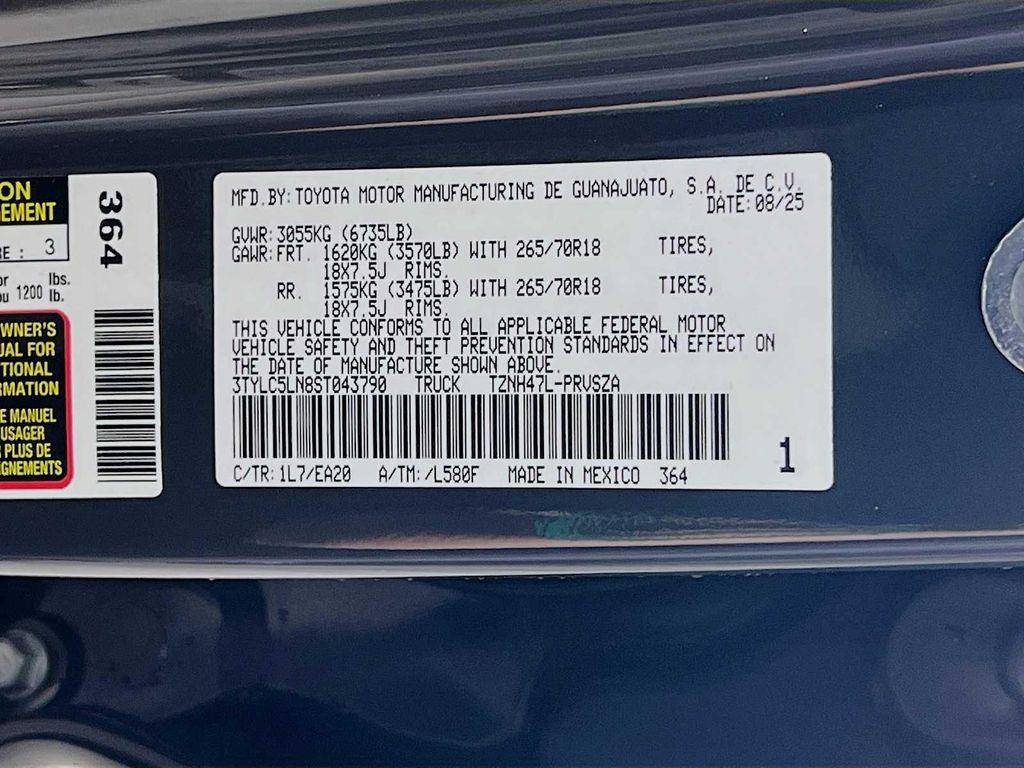 ON
EMENT
RE : 3
or lbs.
ou 1200 lb.
WNER'S
UAL FOR
TIONAL
RMATION
E MANUEL
USAGER
PLUS DE
IGNEMENTS
364
MFD.BY:TOYOTA MOTOR MANUFACTURING DE GUANAJUATO, S.A. DE C.V.
DATE:08/25
GVWR:3055KG (6735LB)
GAWR:FRT. 1620KG (3570LB) WITH 265/70R18 TIRES,
18X7.5J RIMS.
RR. 1575KG (3475LB) WITH 265/70R18 TIRES,
18X7.5J RIMS.
THIS VEHICLE CONFORMS TO ALL APPLICABLE FEDERAL MOTOR
VEHICLE SAFETY AND THEFT PREVENTION STANDARDS IN EFFECT ON
THE DATE OF MANUFACTURE SHOWN ABOVE.
3TYLC5LN8ST043790 TRUCK TZNH47L-PRVSZA
C/TR:1L7/EA20 A/TM:/L580F MADE IN MEXICO 364
1